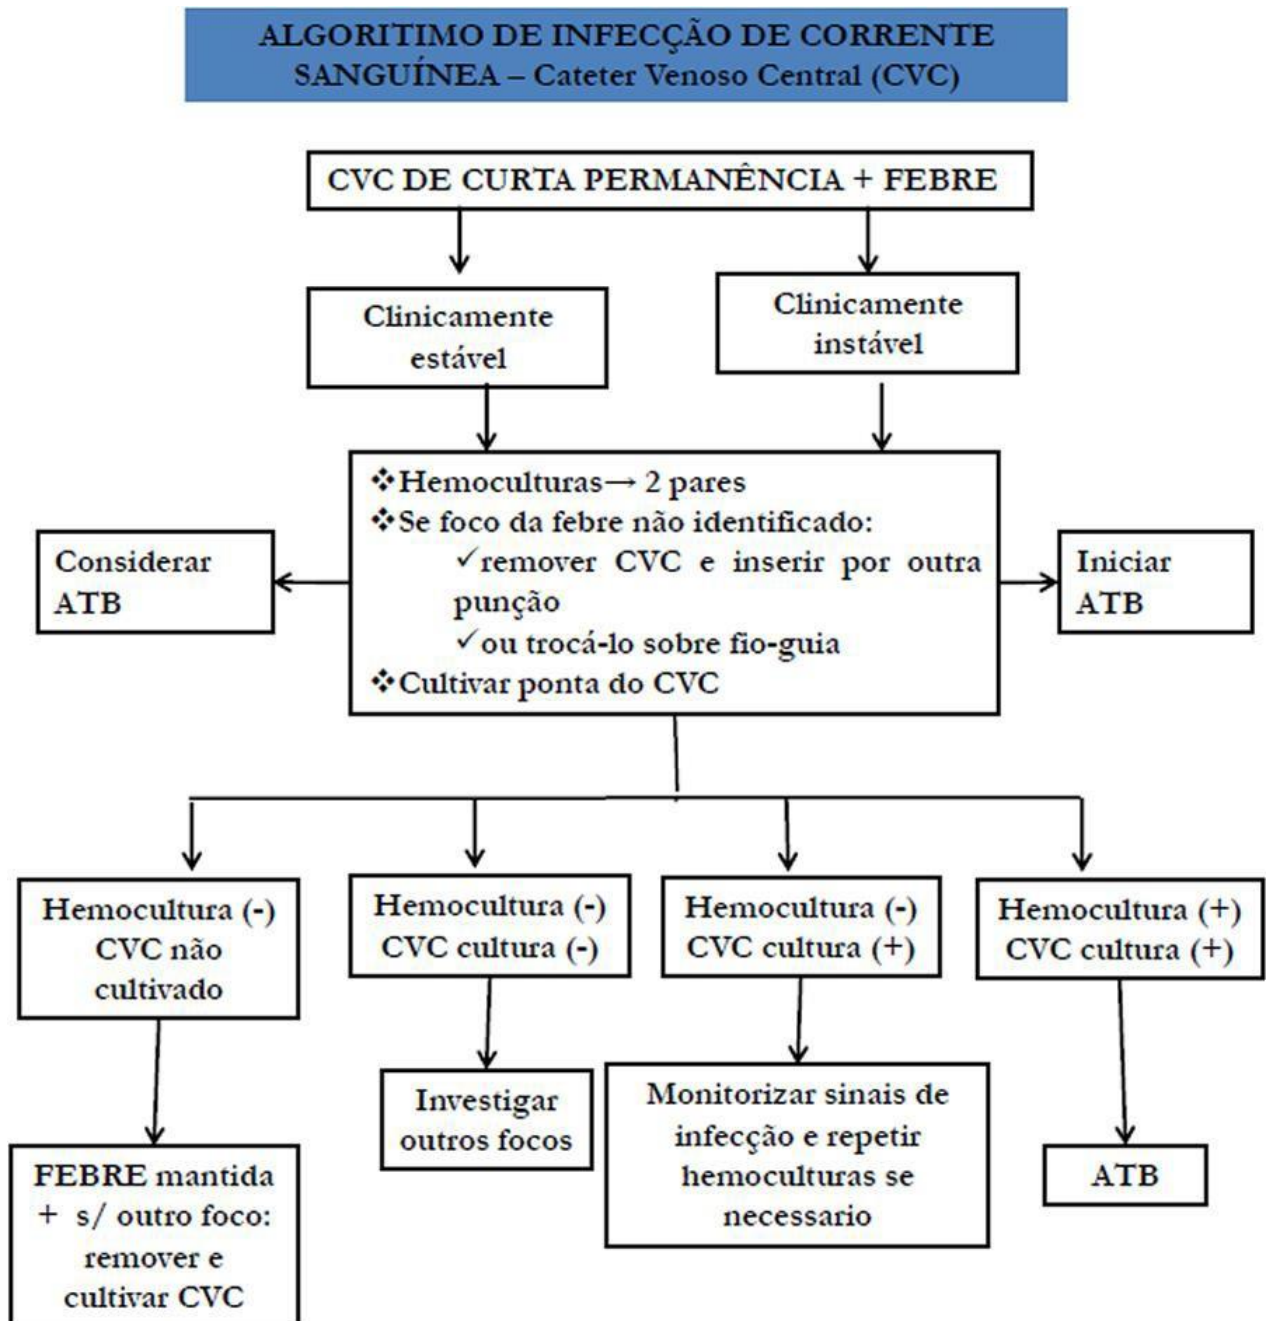 ALGORITIMO DE INFECÇÃO DE CORRENTE
SANGUÍNEA – Cateter Venoso Central (CVC)
CVC DE CURTA PERMANÊNCIA + FEBRE
Clinicamente
estável
Clinicamente
instável
❖Hemoculturas→ 2 pares
❖Se foco da febre não identificado:
✓remover CVC e inserir por outra
punção
✓ou trocá-lo sobre fio-guia
❖Cultivar ponta do CVC
Considerar
ATB
Iniciar
ATB
Hemocultura (-)
CVC não
cultivado
Hemocultura (-)
CVC cultura (-)
Hemocultura (-)
CVC cultura (+)
Hemocultura (+)
CVC cultura (+)
FEBRE mantida
+ s/ outro foco:
remover e
cultivar CVC
Investigar
outros focos
Monitorizar sinais de
infecção e repetir
hemoculturas se
necessario
ATB